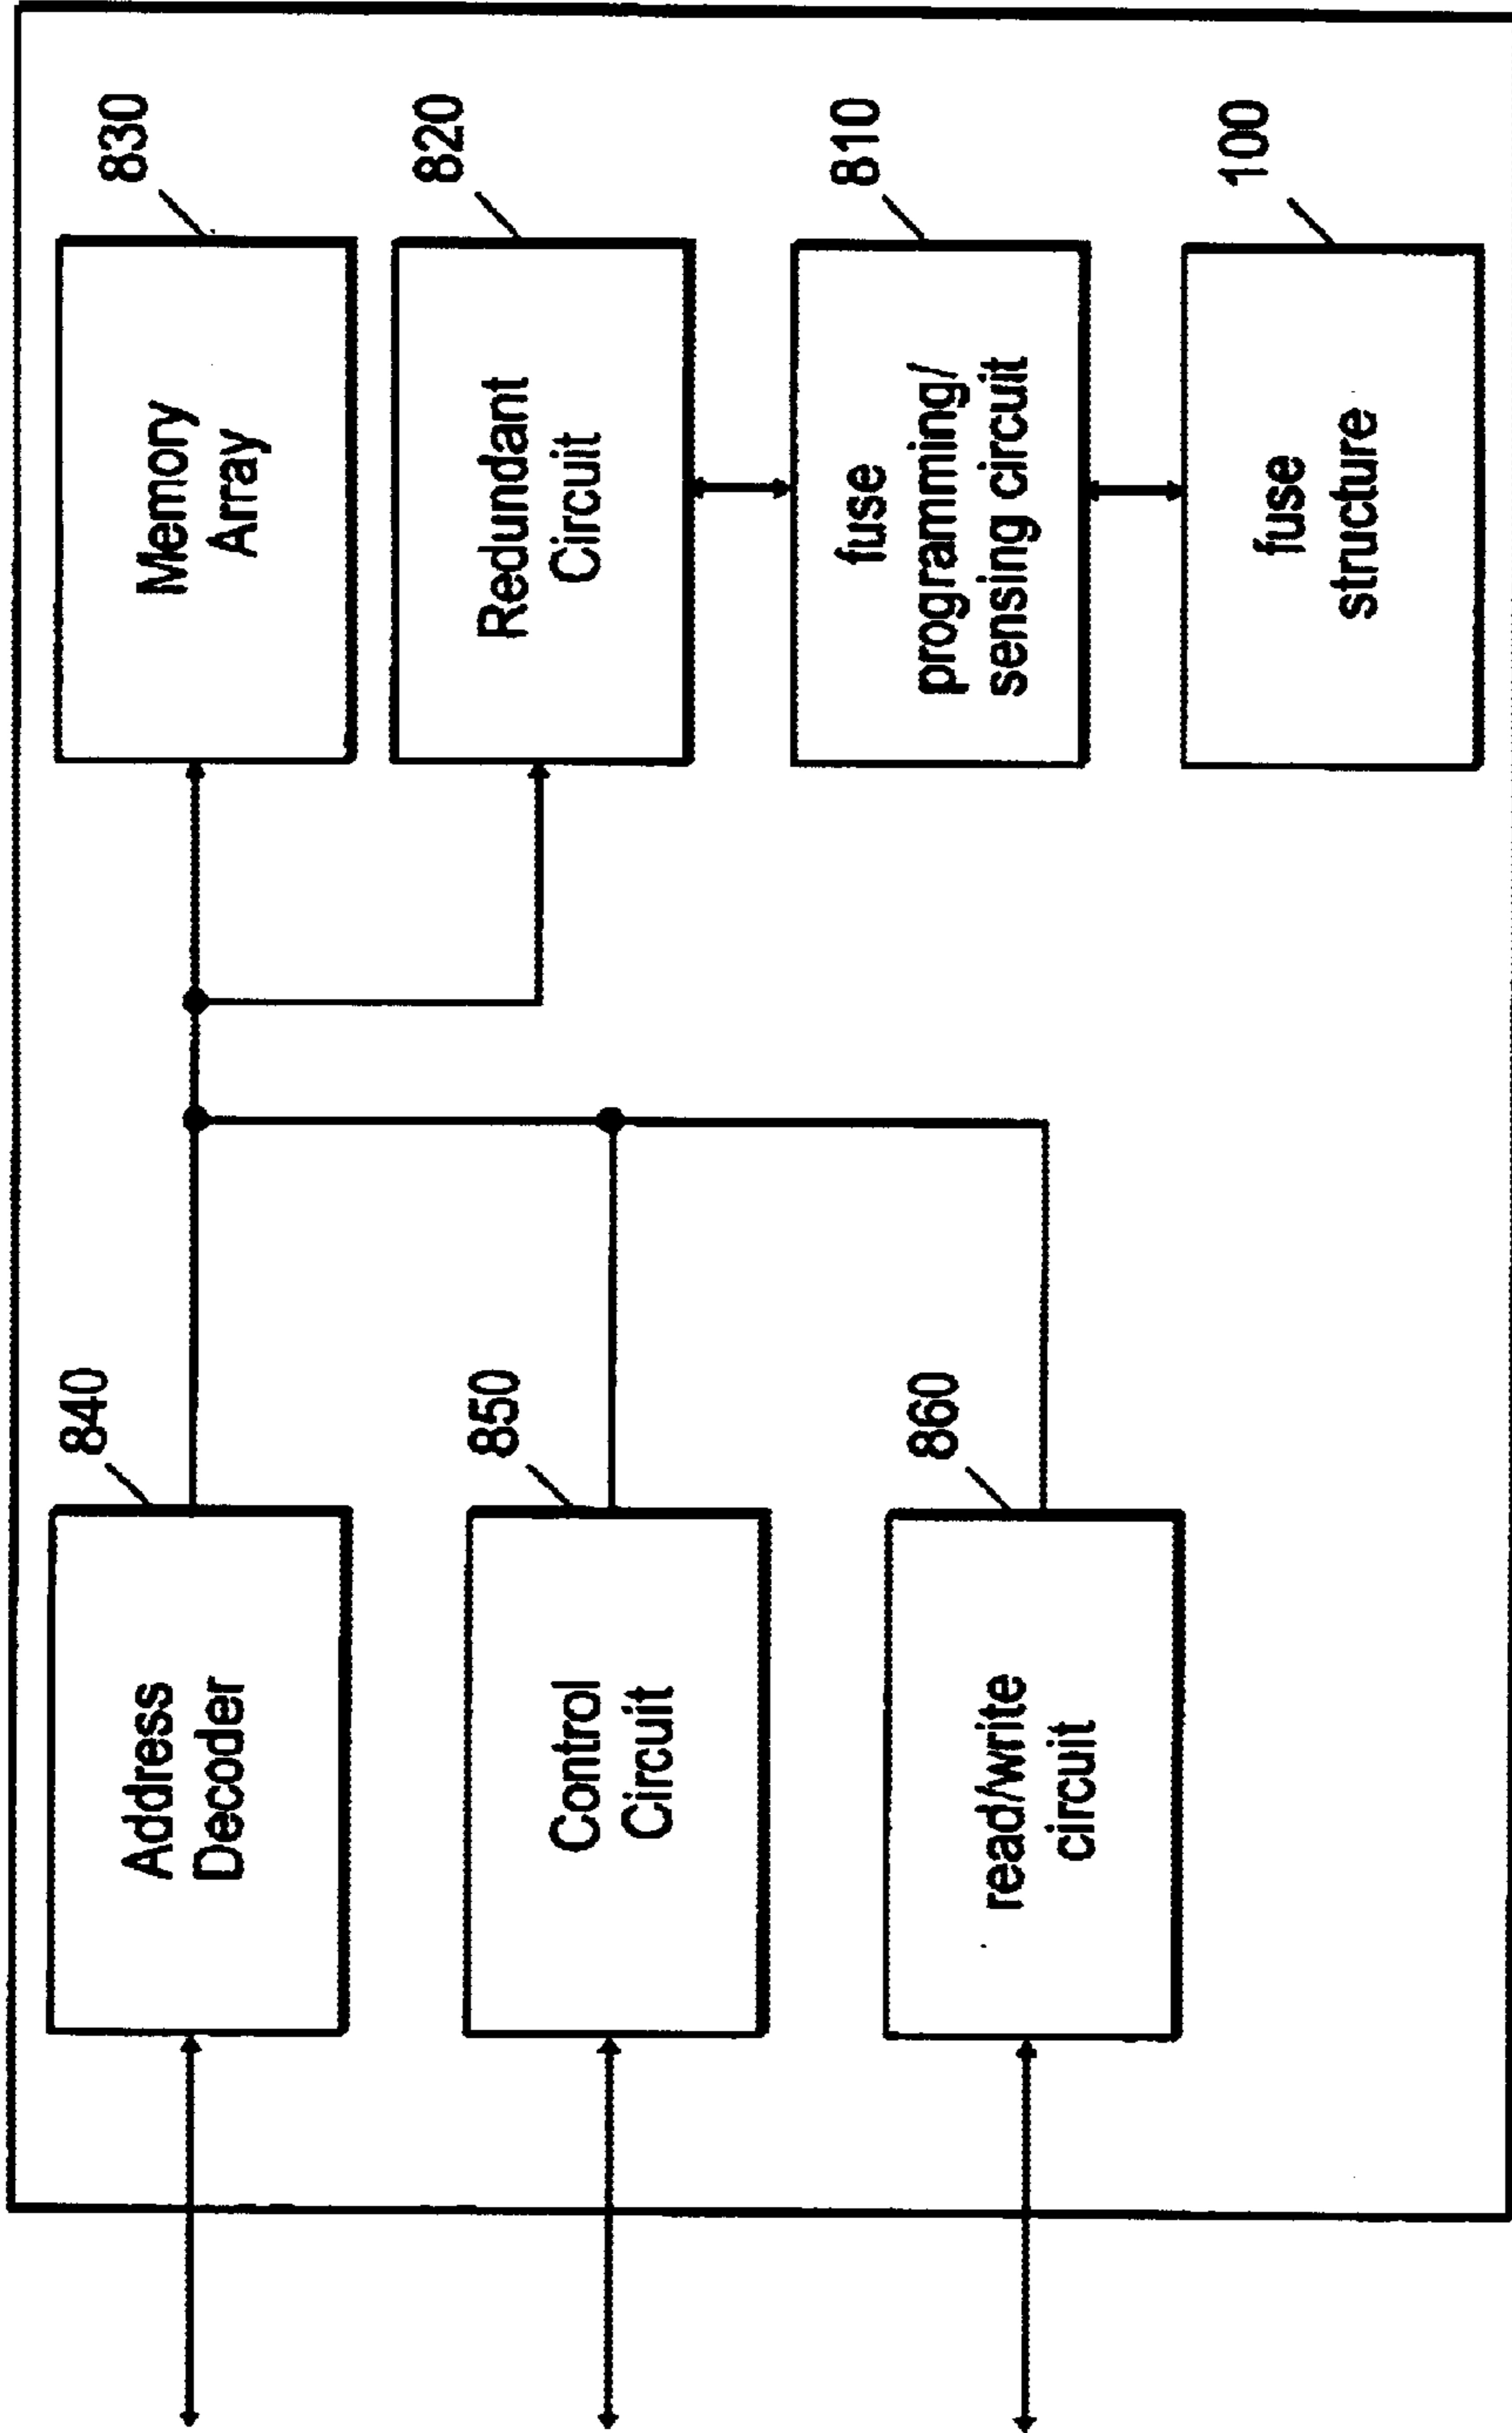 840
Address
Decoder
850
Control
Circuit
860
read/write
circuit
830
Memory
Array
820
Redundant
Circuit
810
fuse
programming/
sensing circuit
100
fuse
structure